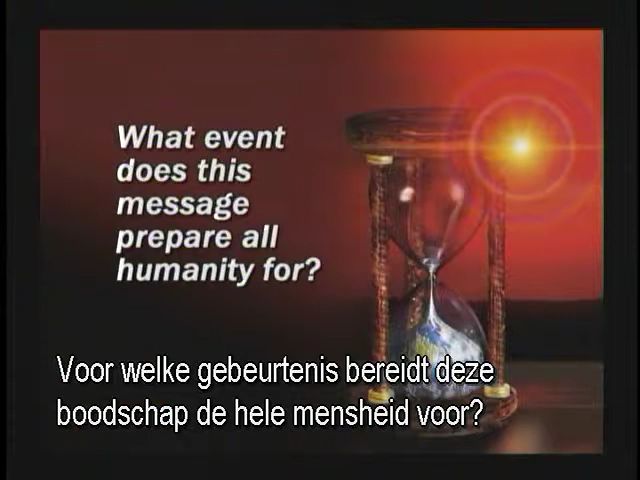 What event
does this
message
prepare all
humanity for?
Voor welke gebeurtenis bereidt deze
boodschap de hele mensheid voor?